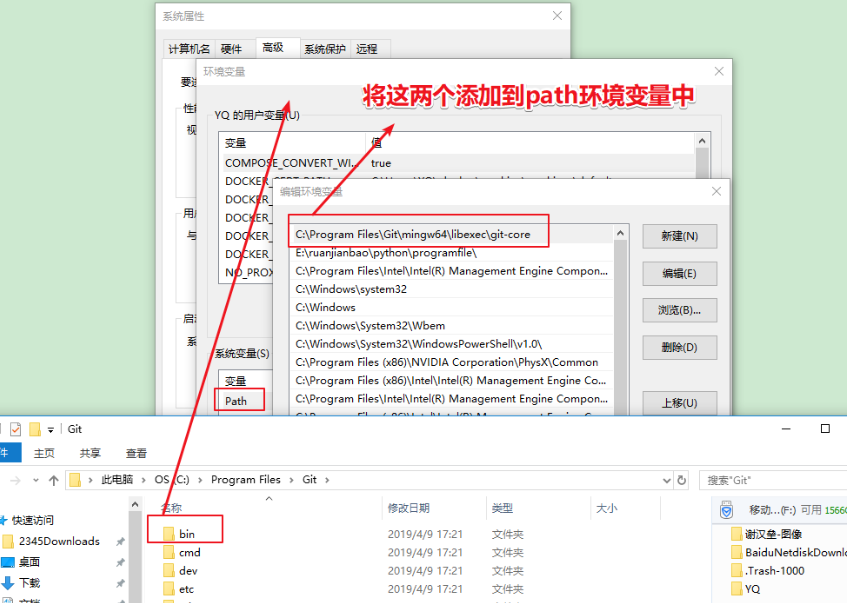 系统属性
计算机名 硬件 高级 系统保护 远程
环境变量
将这两个添加到path环境变量中
YQ 的用户变量(U)
变量 值
COMPOSE_CONVERT_WI... true
DOCKER_
编辑环境变量
DOCKER_
DOCKER_
DOCKER_
DOCKER_
NO_PROX
C:\Program Files\Git\mingw64\libexec\git-core
E:\ruanjianbao\python\programfile\
C:\Program Files\Intel\Intel(R) Management Engine Compon...
C:\Windows\system32
C:\Windows
C:\Windows\System32\Wbem
C:\Windows\System32\WindowsPowerShell\v1.0\
C:\Program Files (x86)\NVIDIA Corporation\PhysX\Common
C:\Program Files (x86)\Intel\Intel(R) Management Engine Co...
C:\Program Files\Intel\Intel(R) Management Engine Compon...
新建(N)
编辑(E)
浏览(B)...
删除(D)
上移(U)
系统变量(S)
变量
Path
Git
件 主页 共享 查看
此电脑 > OS (C:) > Program Files > Git >
搜索"Git"
名称 修改日期 类型 大小
快速访问
2345Downloads
桌面
下载
bin 2019/4/9 17:21 文件夹
cmd 2019/4/9 17:21 文件夹
dev 2019/4/9 17:21 文件夹
etc 2019/4/9 17:21 文件夹
移动...(F:) 可用 1566
谢汉垒-图像
BaiduNetdiskDownlo
.Trash-1000
YQ